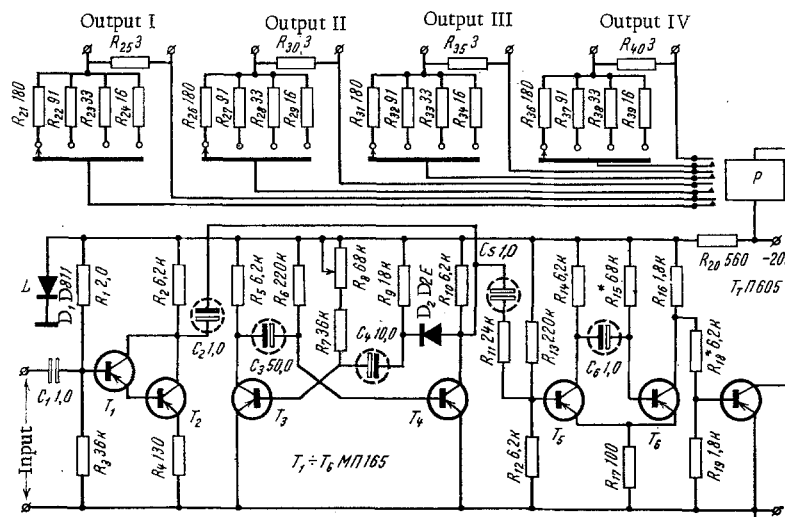 Output I Output II Output III Output IV
R25 3 R30 3 R35 3 R40 3
R21 180 R22 91 R23 33 R24 16
R26 180 R27 91 R28 33 R29 16
R31 180 R32 91 R33 33 R34 16
R36 180 R37 91 R38 33 R39 16
P
R20 560
-20
T7 П605
L
D1 D811
R1 2,0
R2 6,2к
C2 1,0
R5 6,2к
R6 220к
C3 50,0
R8 68к
R7 36к
R9 18к
C4 10,0
D2 D2E
R10 6,2к
C5 1,0
R11 24к
R13 220к
R14 6,2к
R15* 68к
R16 1,8к
C6 1,0
R18* 6,2к
C1 1,0
T1
T2
T3
T4
T5
T6
Input
R3 36к
R4 130
T1÷T6 МП165
R12 6,2к
R17 100
R19 1,8к